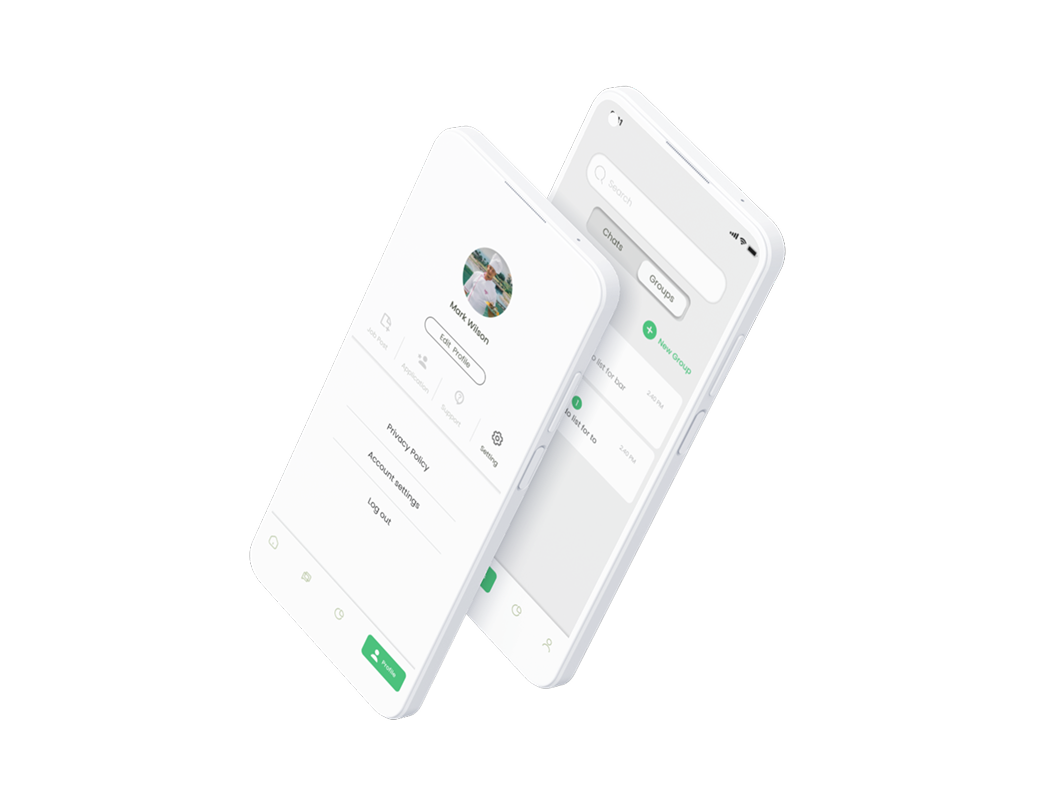 Mark Wilson
Edit Profile
Job Post
Application
Support
Setting
Privacy Policy
Account settings
Log out
Profile
Search
Chats
Groups
New Group
list for bar
2:40 PM
1
list for to
2:40 PM